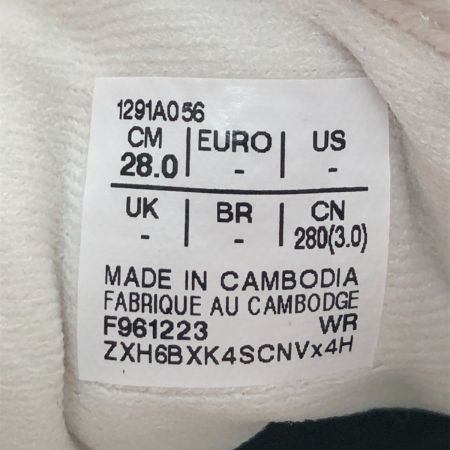 1291A056
CM | EURO | US
28.0 | - | -
UK | BR | CN
- | - | 280(3.0)
MADE IN CAMBODIA
FABRIQUE AU CAMBODGE
F961223 WR
ZXH6BXK4SCNVx4H